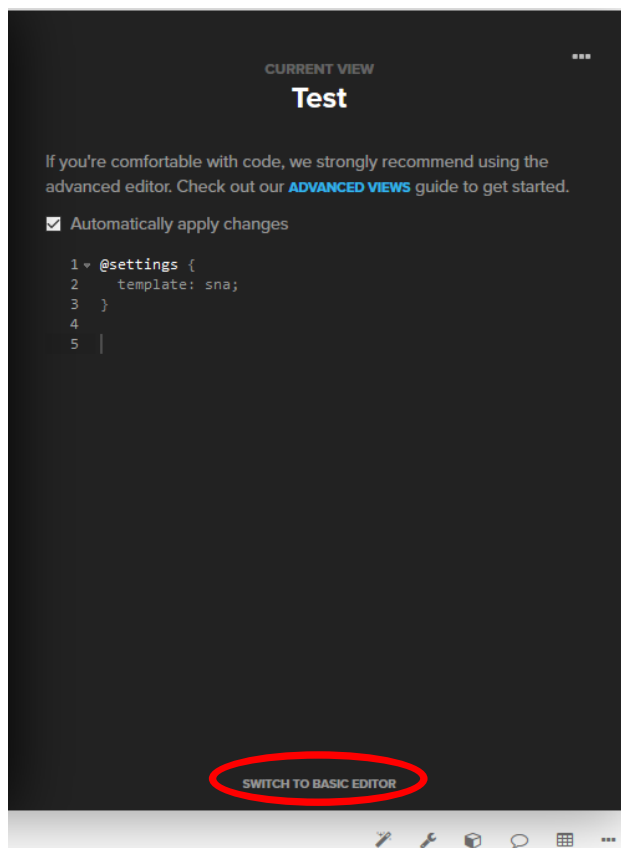 CURRENT VIEW
Test
If you're comfortable with code, we strongly recommend using the
advanced editor. Check out our ADVANCED VIEWS guide to get started.
Automatically apply changes
1 @settings {
2 template: sna;
3 }
4
5
SWITCH TO BASIC EDITOR